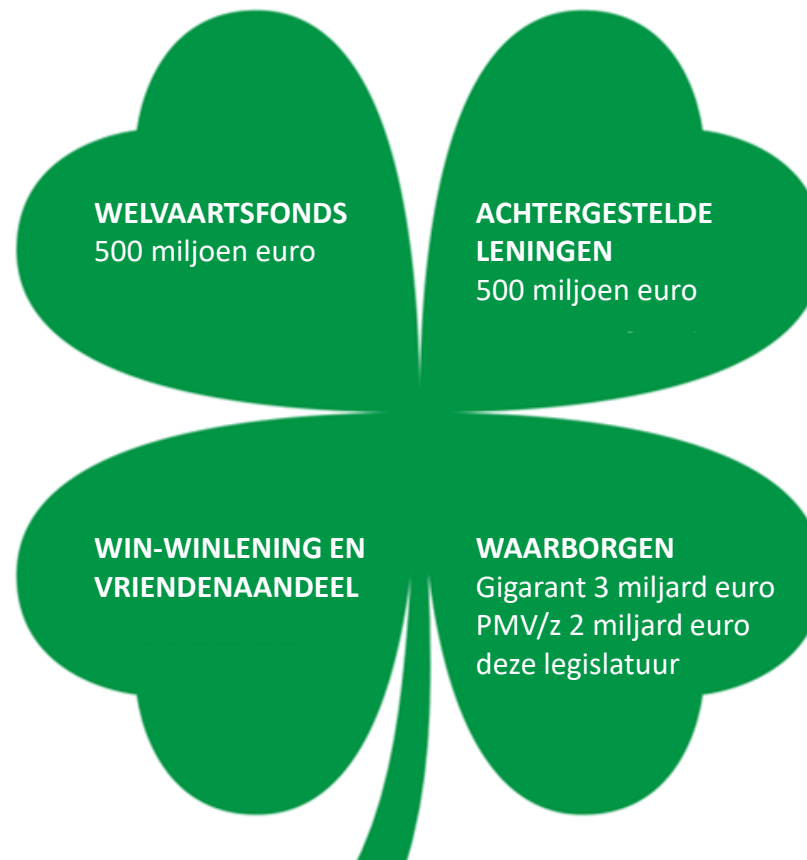 WELVAARTSFONDS
500 miljoen euro
ACHTERGESTELDE
LENINGEN
500 miljoen euro
WIN-WINLENING EN
VRIENDENAANDEEL
WAARBORGEN
Gigarant 3 miljard euro
PMV/z 2 miljard euro
deze legislatuur